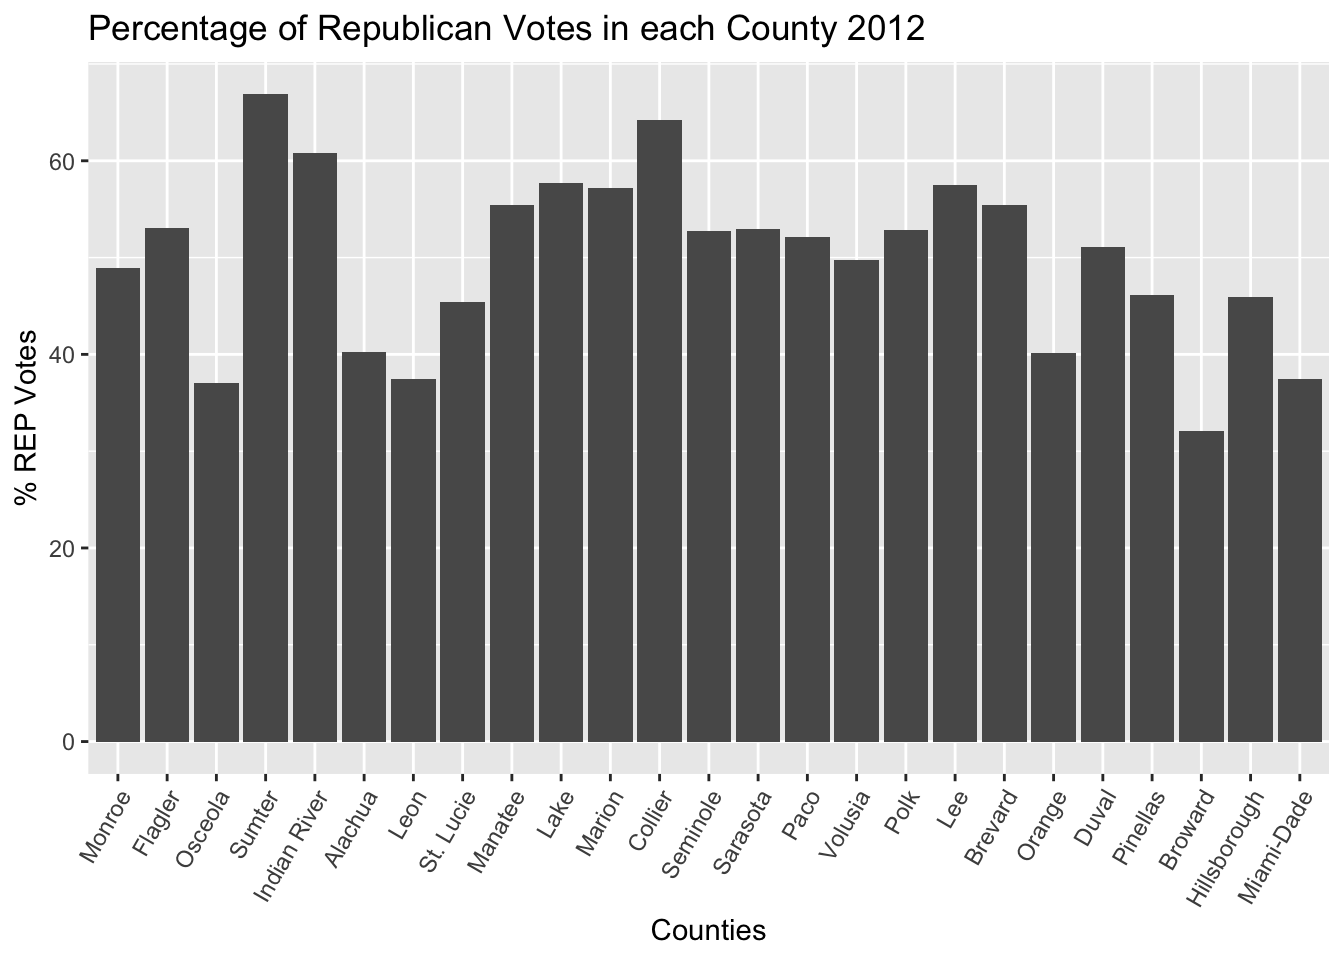 Percentage of Republican Votes in each County 2012
% REP Votes
60
40
20
0
Monroe
Flagler
Osceola
Sumter
Indian River
Alachua
Leon
St. Lucie
Manatee
Lake
Marion
Collier
Seminole
Sarasota
Paco
Volusia
Polk
Lee
Brevard
Orange
Duval
Pinellas
Broward
Hillsborough
Miami-Dade
Counties